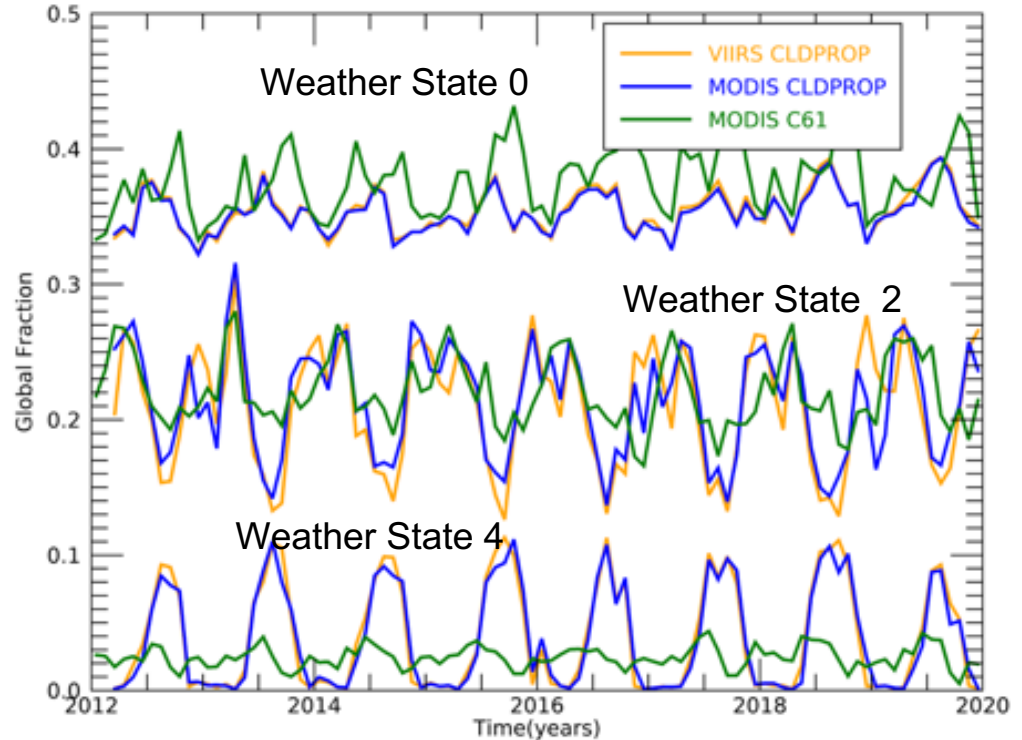 0.5
VIIRS CLDPROP
MODIS CLDPROP
MODIS C61
Weather State 0
0.4
0.3
Weather State  2
Global Fraction
0.2
Weather State 4
0.1
0.0
2012
2014
2016
2018
2020
Time(years)